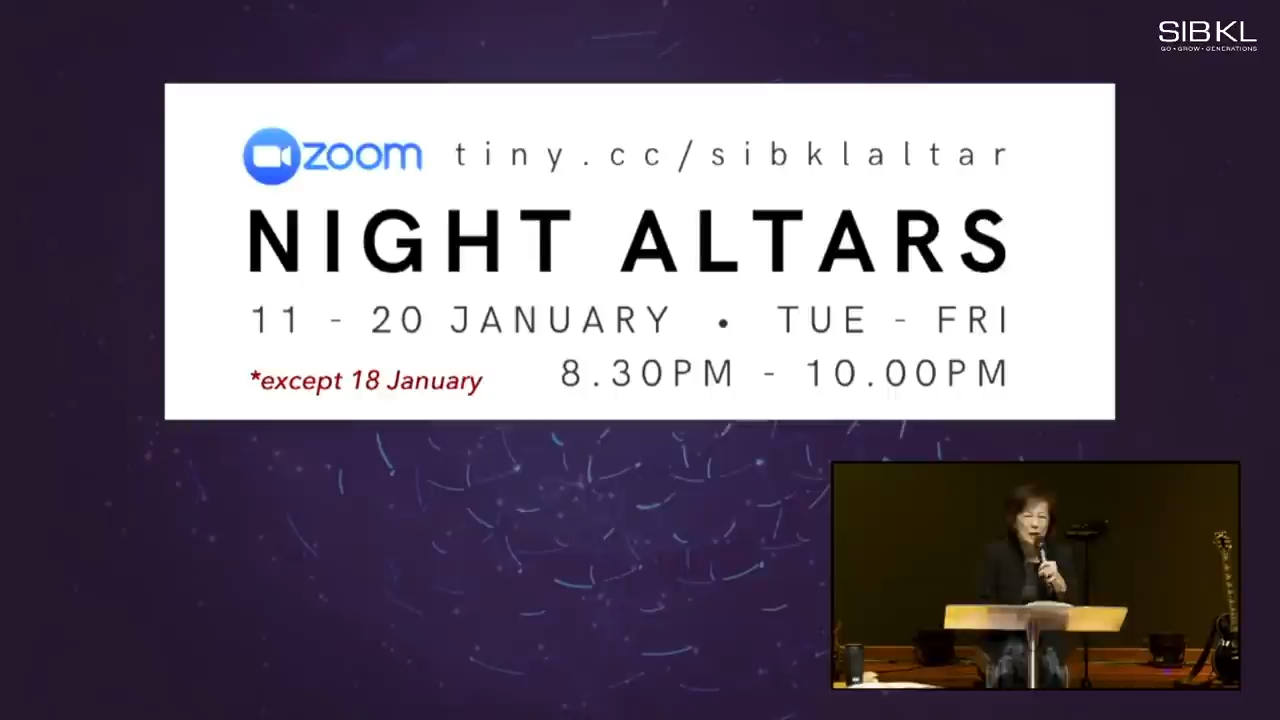 SIBKL
GO • GROW • GENERATIONS
zoom tiny.cc/sibklaltar
NIGHT ALTARS
11 - 20 JANUARY • TUE - FRI
*except 18 January 8.30PM - 10.00PM